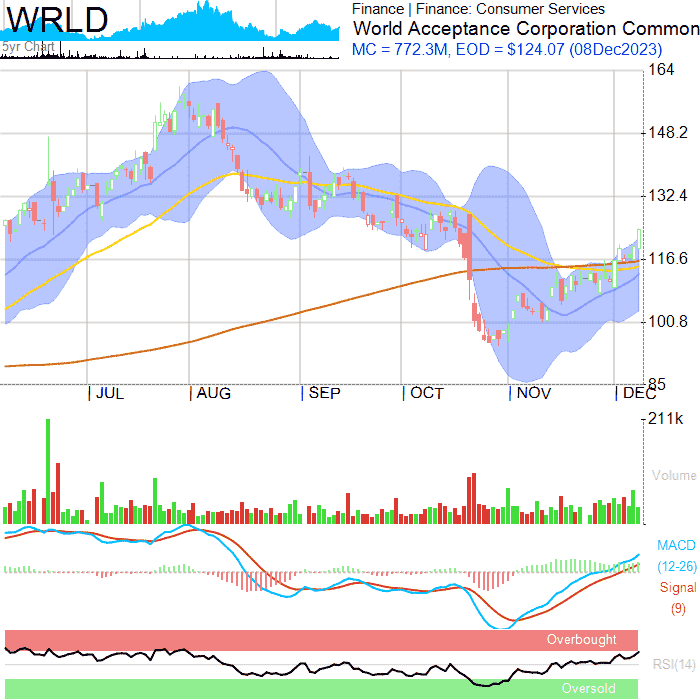 WRLD
5yr Chart
Finance | Finance: Consumer Services
World Acceptance Corporation Common
MC = 772.3M, EOD = $124.07 (08Dec2023)
164
148.2
132.4
116.6
100.8
85
JUL
AUG
SEP
OCT
NOV
DEC
211k
Volume
MACD
(12-26)
Signal
(9)
Overbought
RSI(14)
Oversold